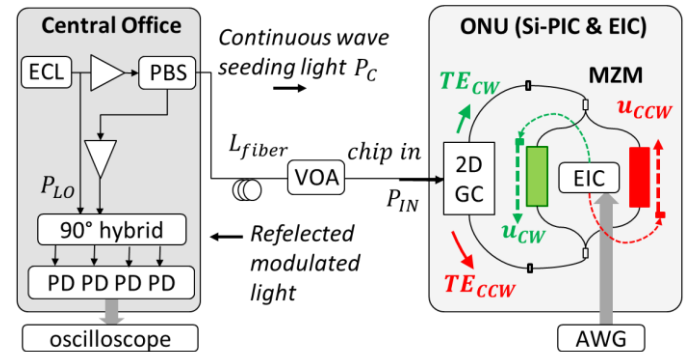 Central Office
ECL
PBS
P_LO
90° hybrid
PD PD PD PD
oscilloscope
Continuous wave
seeding light P_C
L_fiber
VOA
chip in
P_IN
Refelected
modulated
light
ONU (Si-PIC & EIC)
MZM
TE_CW
u_CCW
2D
GC
EIC
u_CW
TE_CCW
AWG